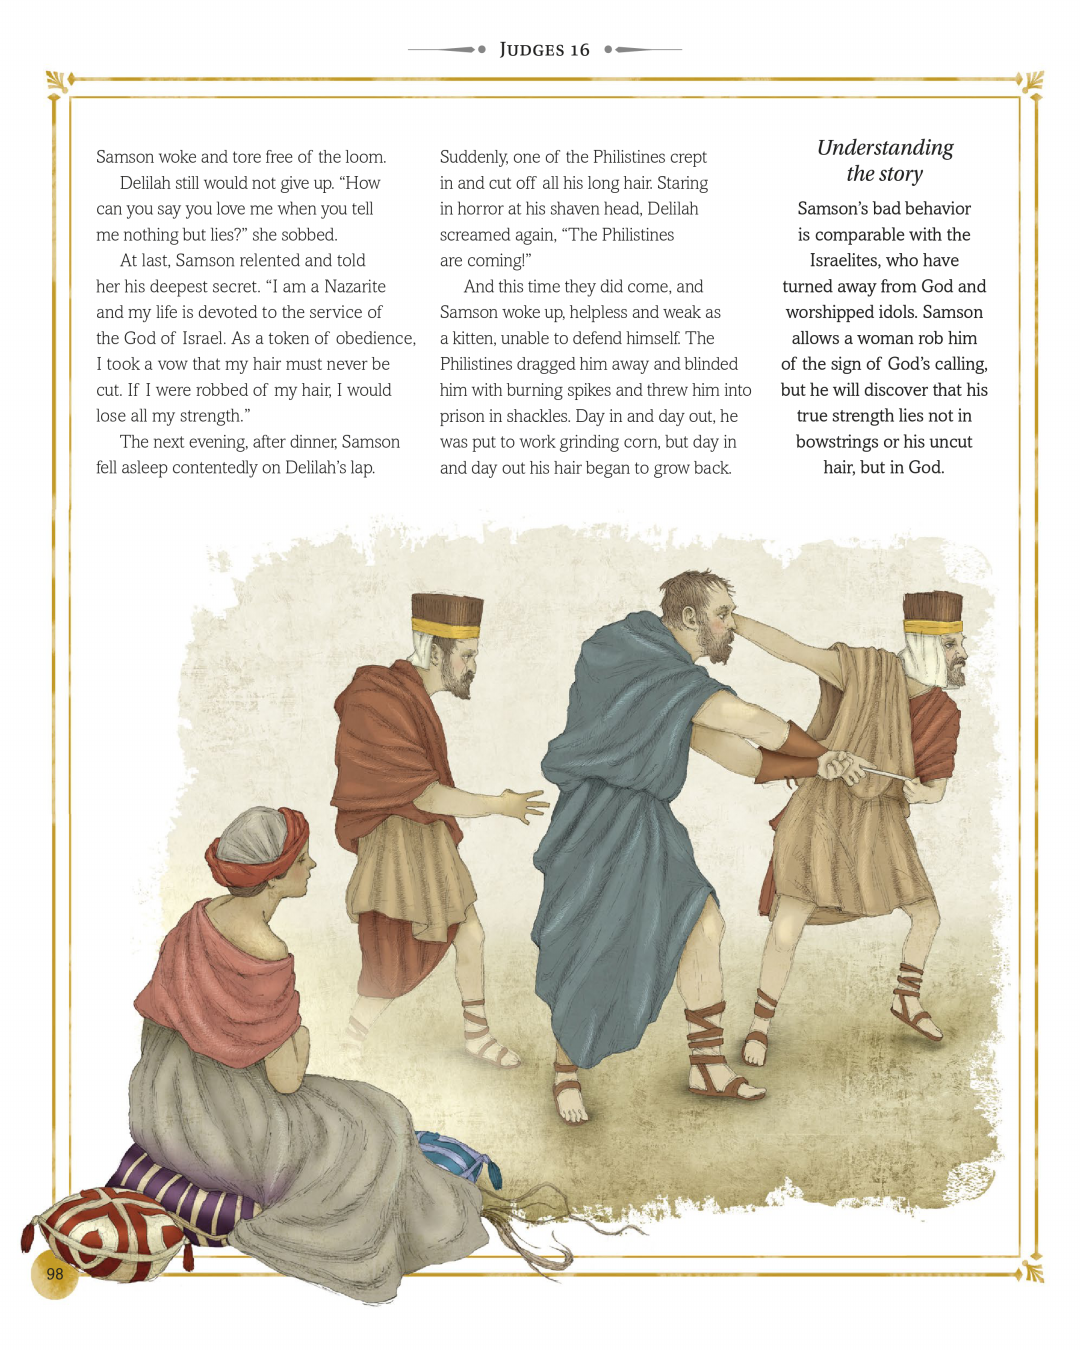 Judges 16
Samson woke and tore free of the loom.
Delilah still would not give up. “How
can you say you love me when you tell
me nothing but lies?” she sobbed.
At last, Samson relented and told
her his deepest secret. “I am a Nazarite
and my life is devoted to the service of
the God of Israel. As a token of obedience,
I took a vow that my hair must never be
cut. If I were robbed of my hair, I would
lose all my strength.”
The next evening, after dinner, Samson
fell asleep contentedly on Delilah’s lap.
Suddenly, one of the Philistines crept
in and cut off all his long hair. Staring
in horror at his shaven head, Delilah
screamed again, “The Philistines
are coming!”
And this time they did come, and
Samson woke up, helpless and weak as
a kitten, unable to defend himself. The
Philistines dragged him away and blinded
him with burning spikes and threw him into
prison in shackles. Day in and day out, he
was put to work grinding corn, but day in
and day out his hair began to grow back.
Understanding
the story
Samson’s bad behavior
is comparable with the
Israelites, who have
turned away from God and
worshipped idols. Samson
allows a woman rob him
of the sign of God’s calling,
but he will discover that his
true strength lies not in
bowstrings or his uncut
hair, but in God.
98